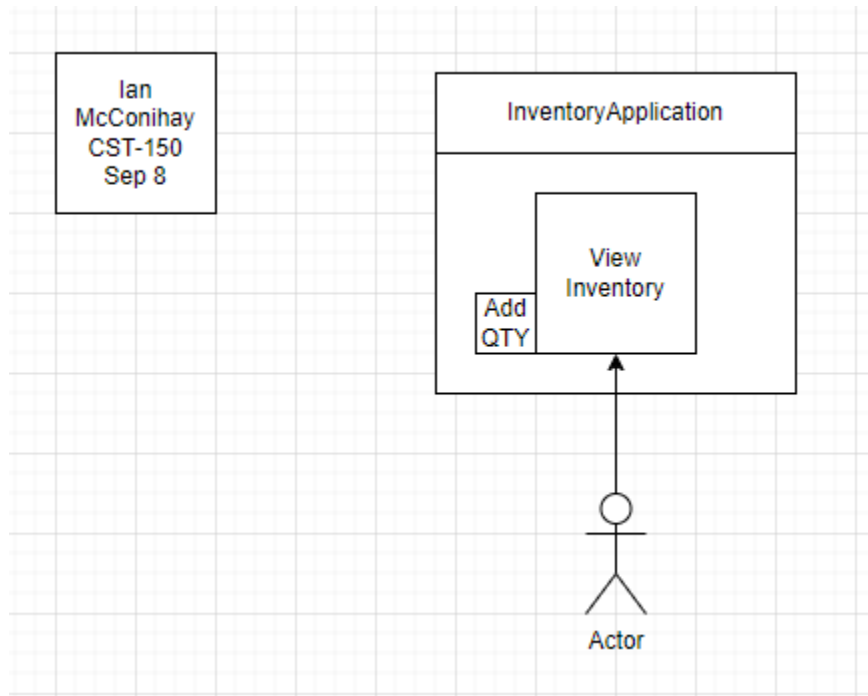 Ian
McConihay
CST-150
Sep 8
InventoryApplication
View
Inventory
Add
QTY
Actor